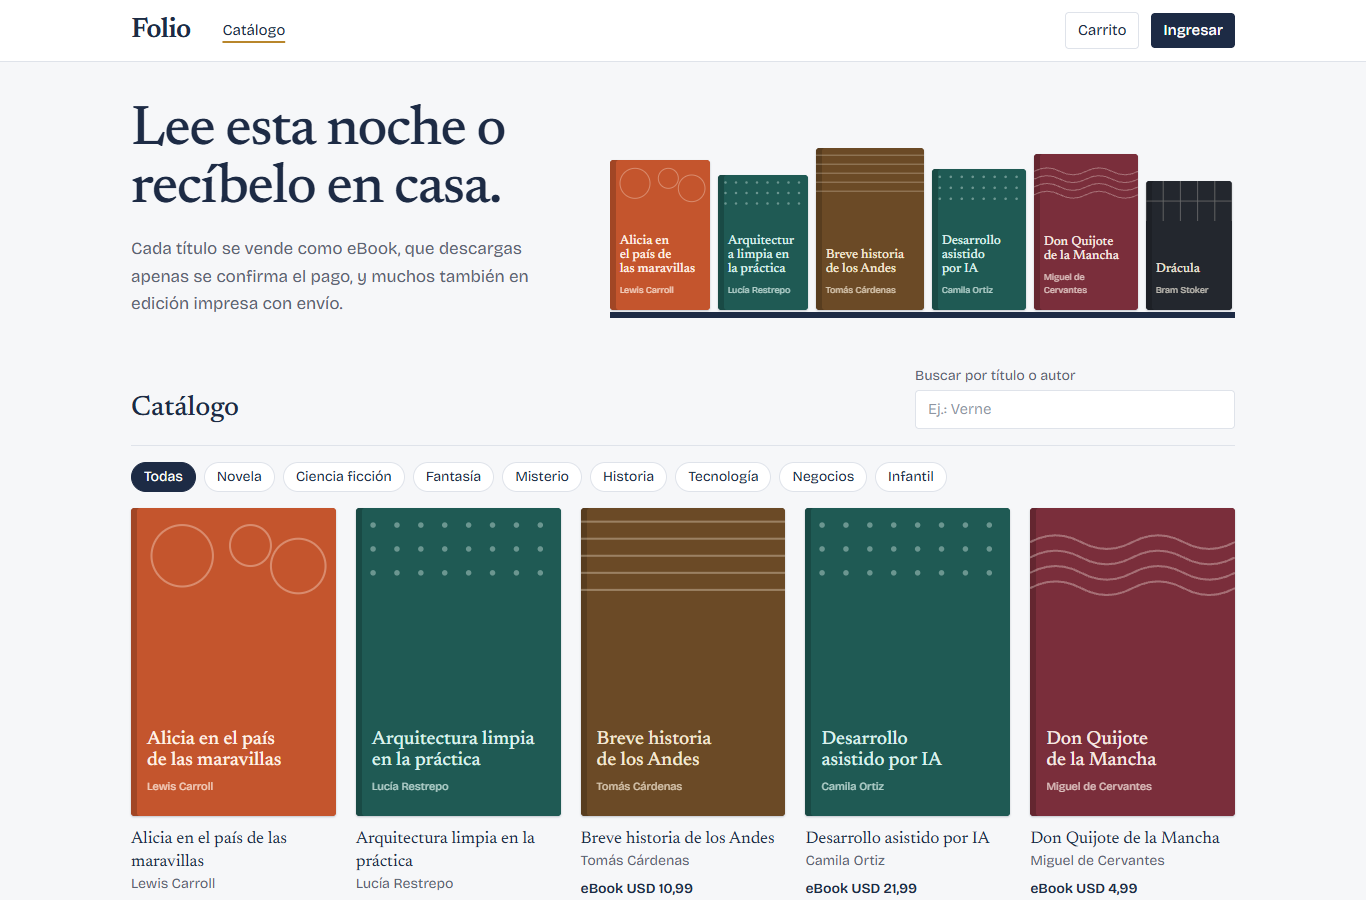 Folio
Catálogo
Carrito
Ingresar
Lee esta noche o
recíbelo en casa.
Cada título se vende como eBook, que descargas
apenas se confirma el pago, y muchos también en
edición impresa con envío.
Alicia en
el país de
las maravillas
Lewis Carroll
Arquitectur
a limpia en
la práctica
Lucía Restrepo
Breve historia
de los Andes
Tomás Cárdenas
Desarrollo
asistido
por IA
Camila Ortiz
Don Quijote
de la Mancha
Miguel de
Cervantes
Drácula
Bram Stoker
Catálogo
Buscar por título o autor
Ej.: Verne
Todas
Novela
Ciencia ficción
Fantasía
Misterio
Historia
Tecnología
Negocios
Infantil
Alicia en el país
de las maravillas
Lewis Carroll
Arquitectura limpia
en la práctica
Lucía Restrepo
Breve historia
de los Andes
Tomás Cárdenas
Desarrollo
asistido por IA
Camila Ortiz
Don Quijote
de la Mancha
Miguel de Cervantes
Alicia en el país de las
maravillas
Lewis Carroll
Arquitectura limpia en la
práctica
Lucía Restrepo
Breve historia de los Andes
Tomás Cárdenas
eBook USD 10,99
Desarrollo asistido por IA
Camila Ortiz
eBook USD 21,99
Don Quijote de la Mancha
Miguel de Cervantes
eBook USD 4,99